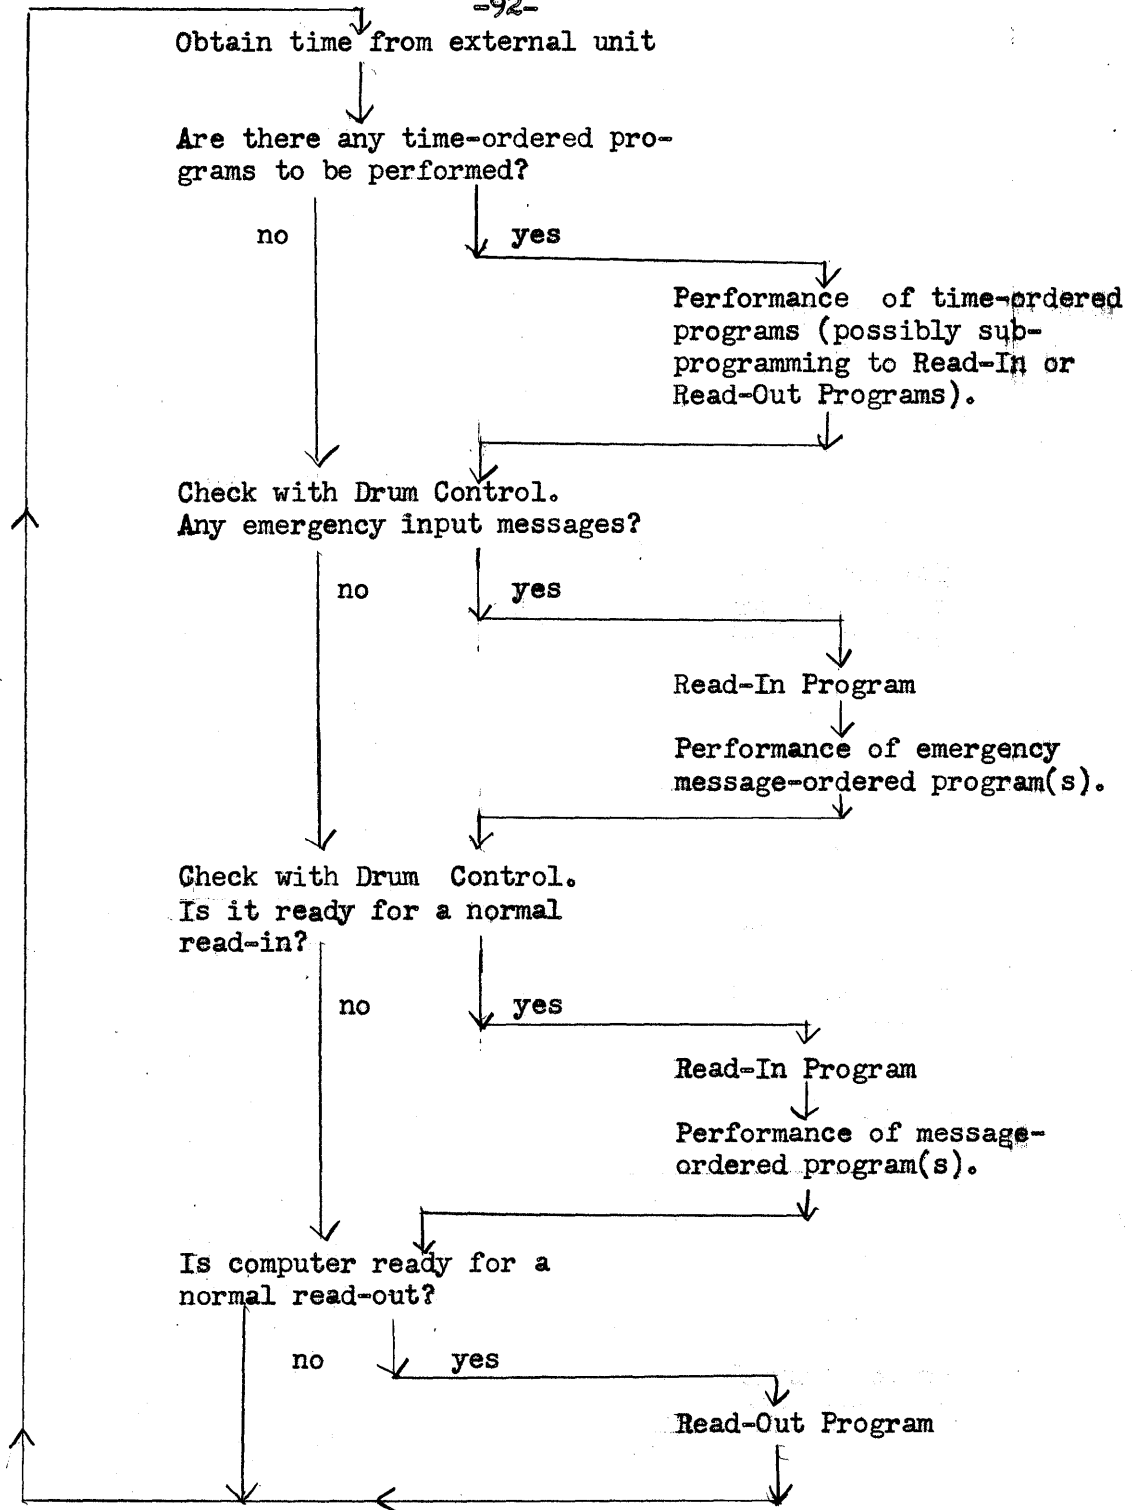 -92-
Obtain time from external unit
Are there any time-ordered pro-
grams to be performed?
no
yes
Performance of time-ordered
programs (possibly sub-
programming to Read-In or
Read-Out Programs).
Check with Drum Control.
Any emergency input messages?
no
yes
Read-In Program
Performance of emergency
message-ordered program(s).
Check with Drum Control.
Is it ready for a normal
read-in?
no
yes
Read-In Program
Performance of message-
ordered program(s).
Is computer ready for a
normal read-out?
no
yes
Read-Out Program